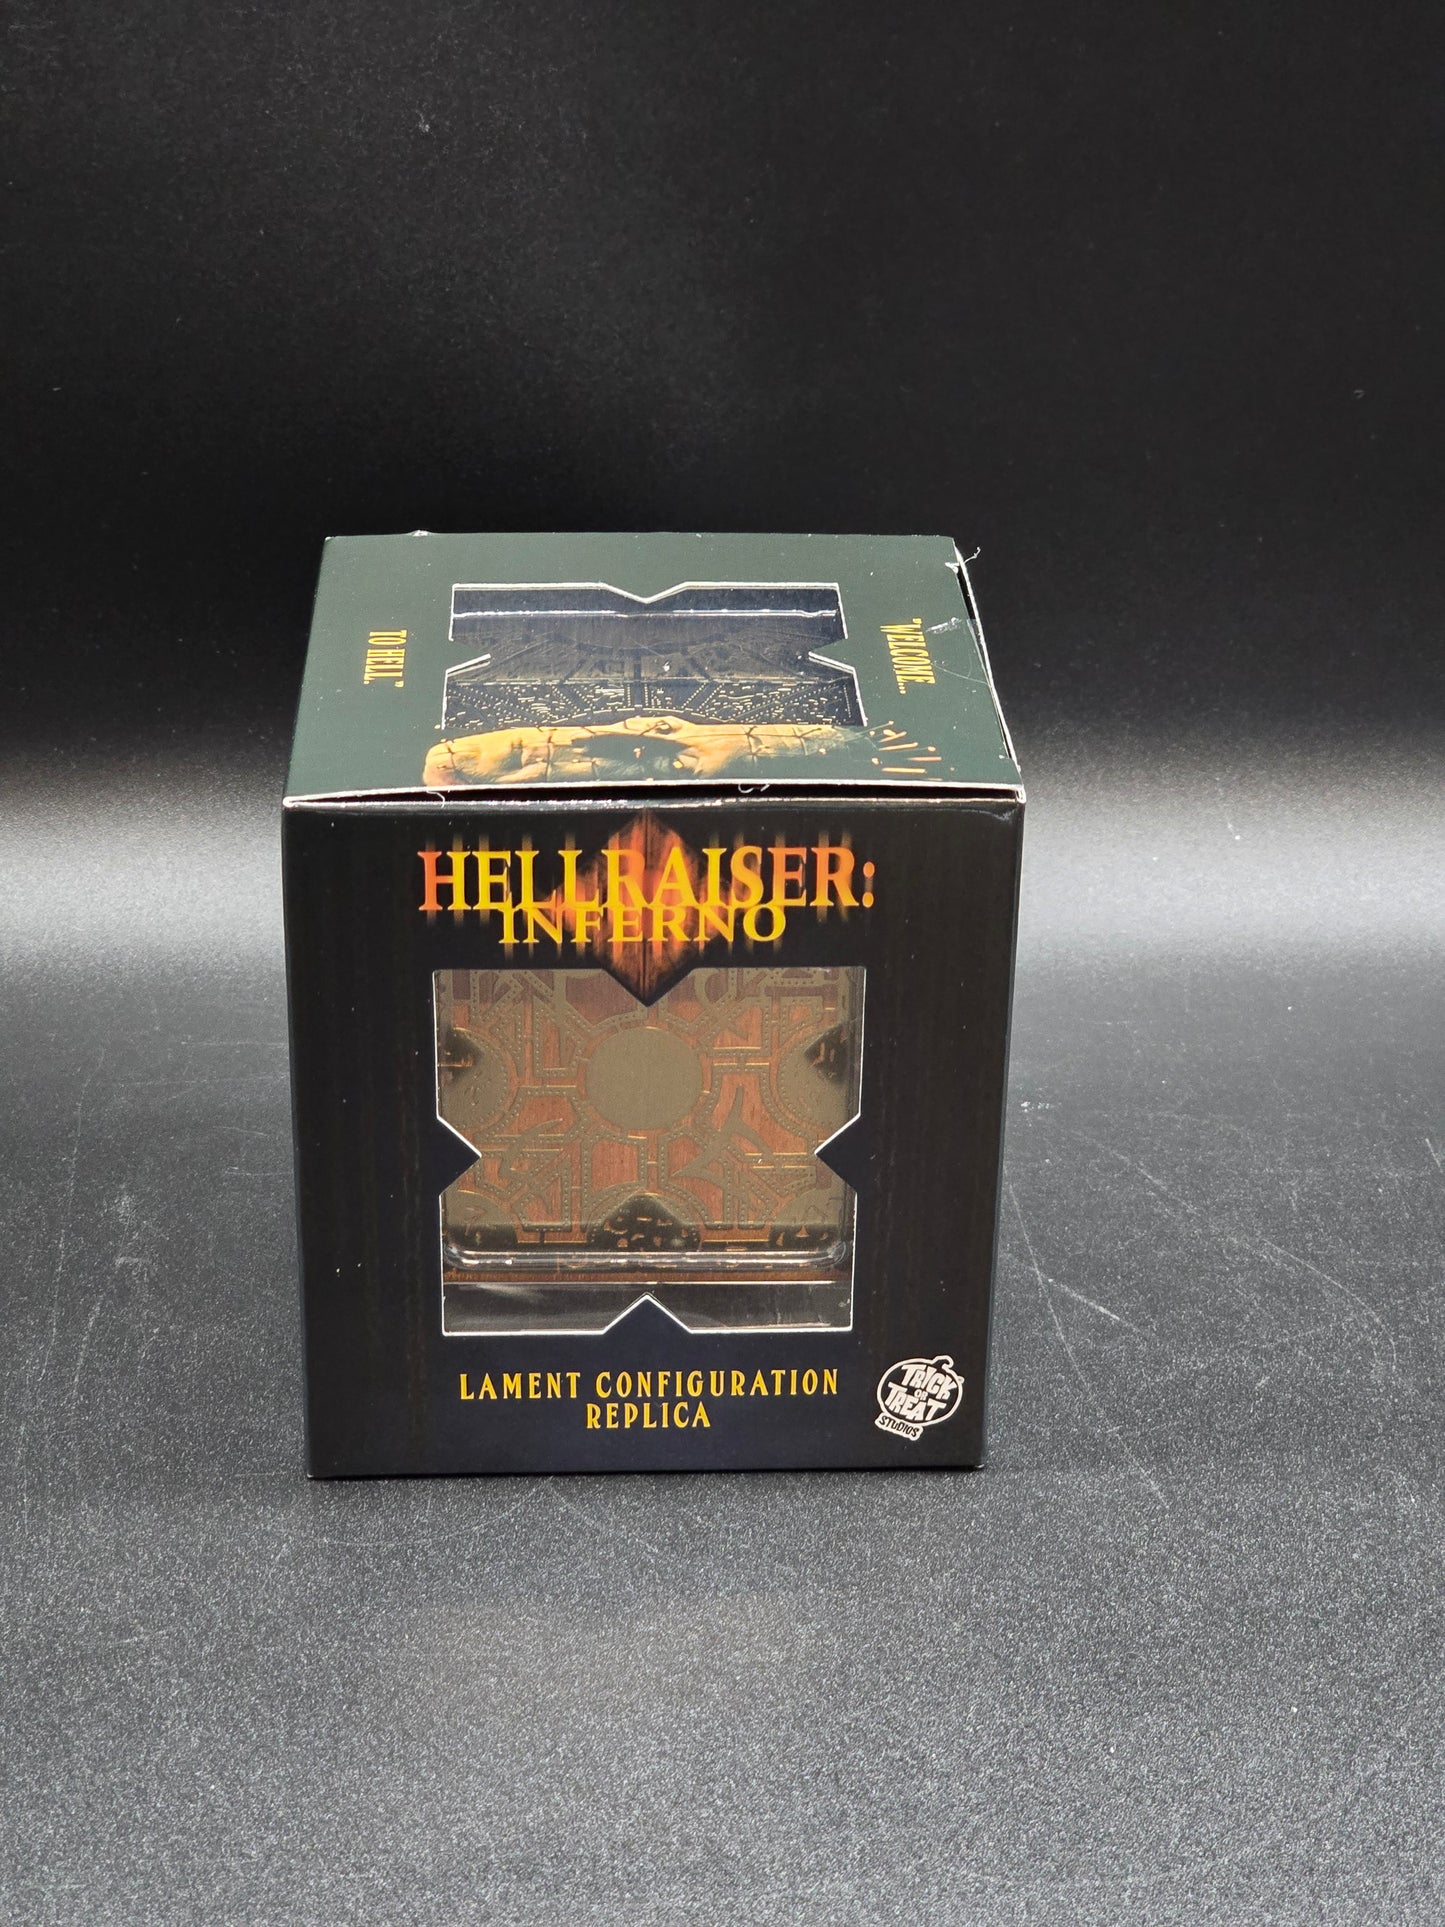 "WELCOME...
TO HELL."
HELLRAISER:
INFERNO
LAMENT CONFIGURATION
REPLICA
TRICK
OR
TREAT
STUDIOS